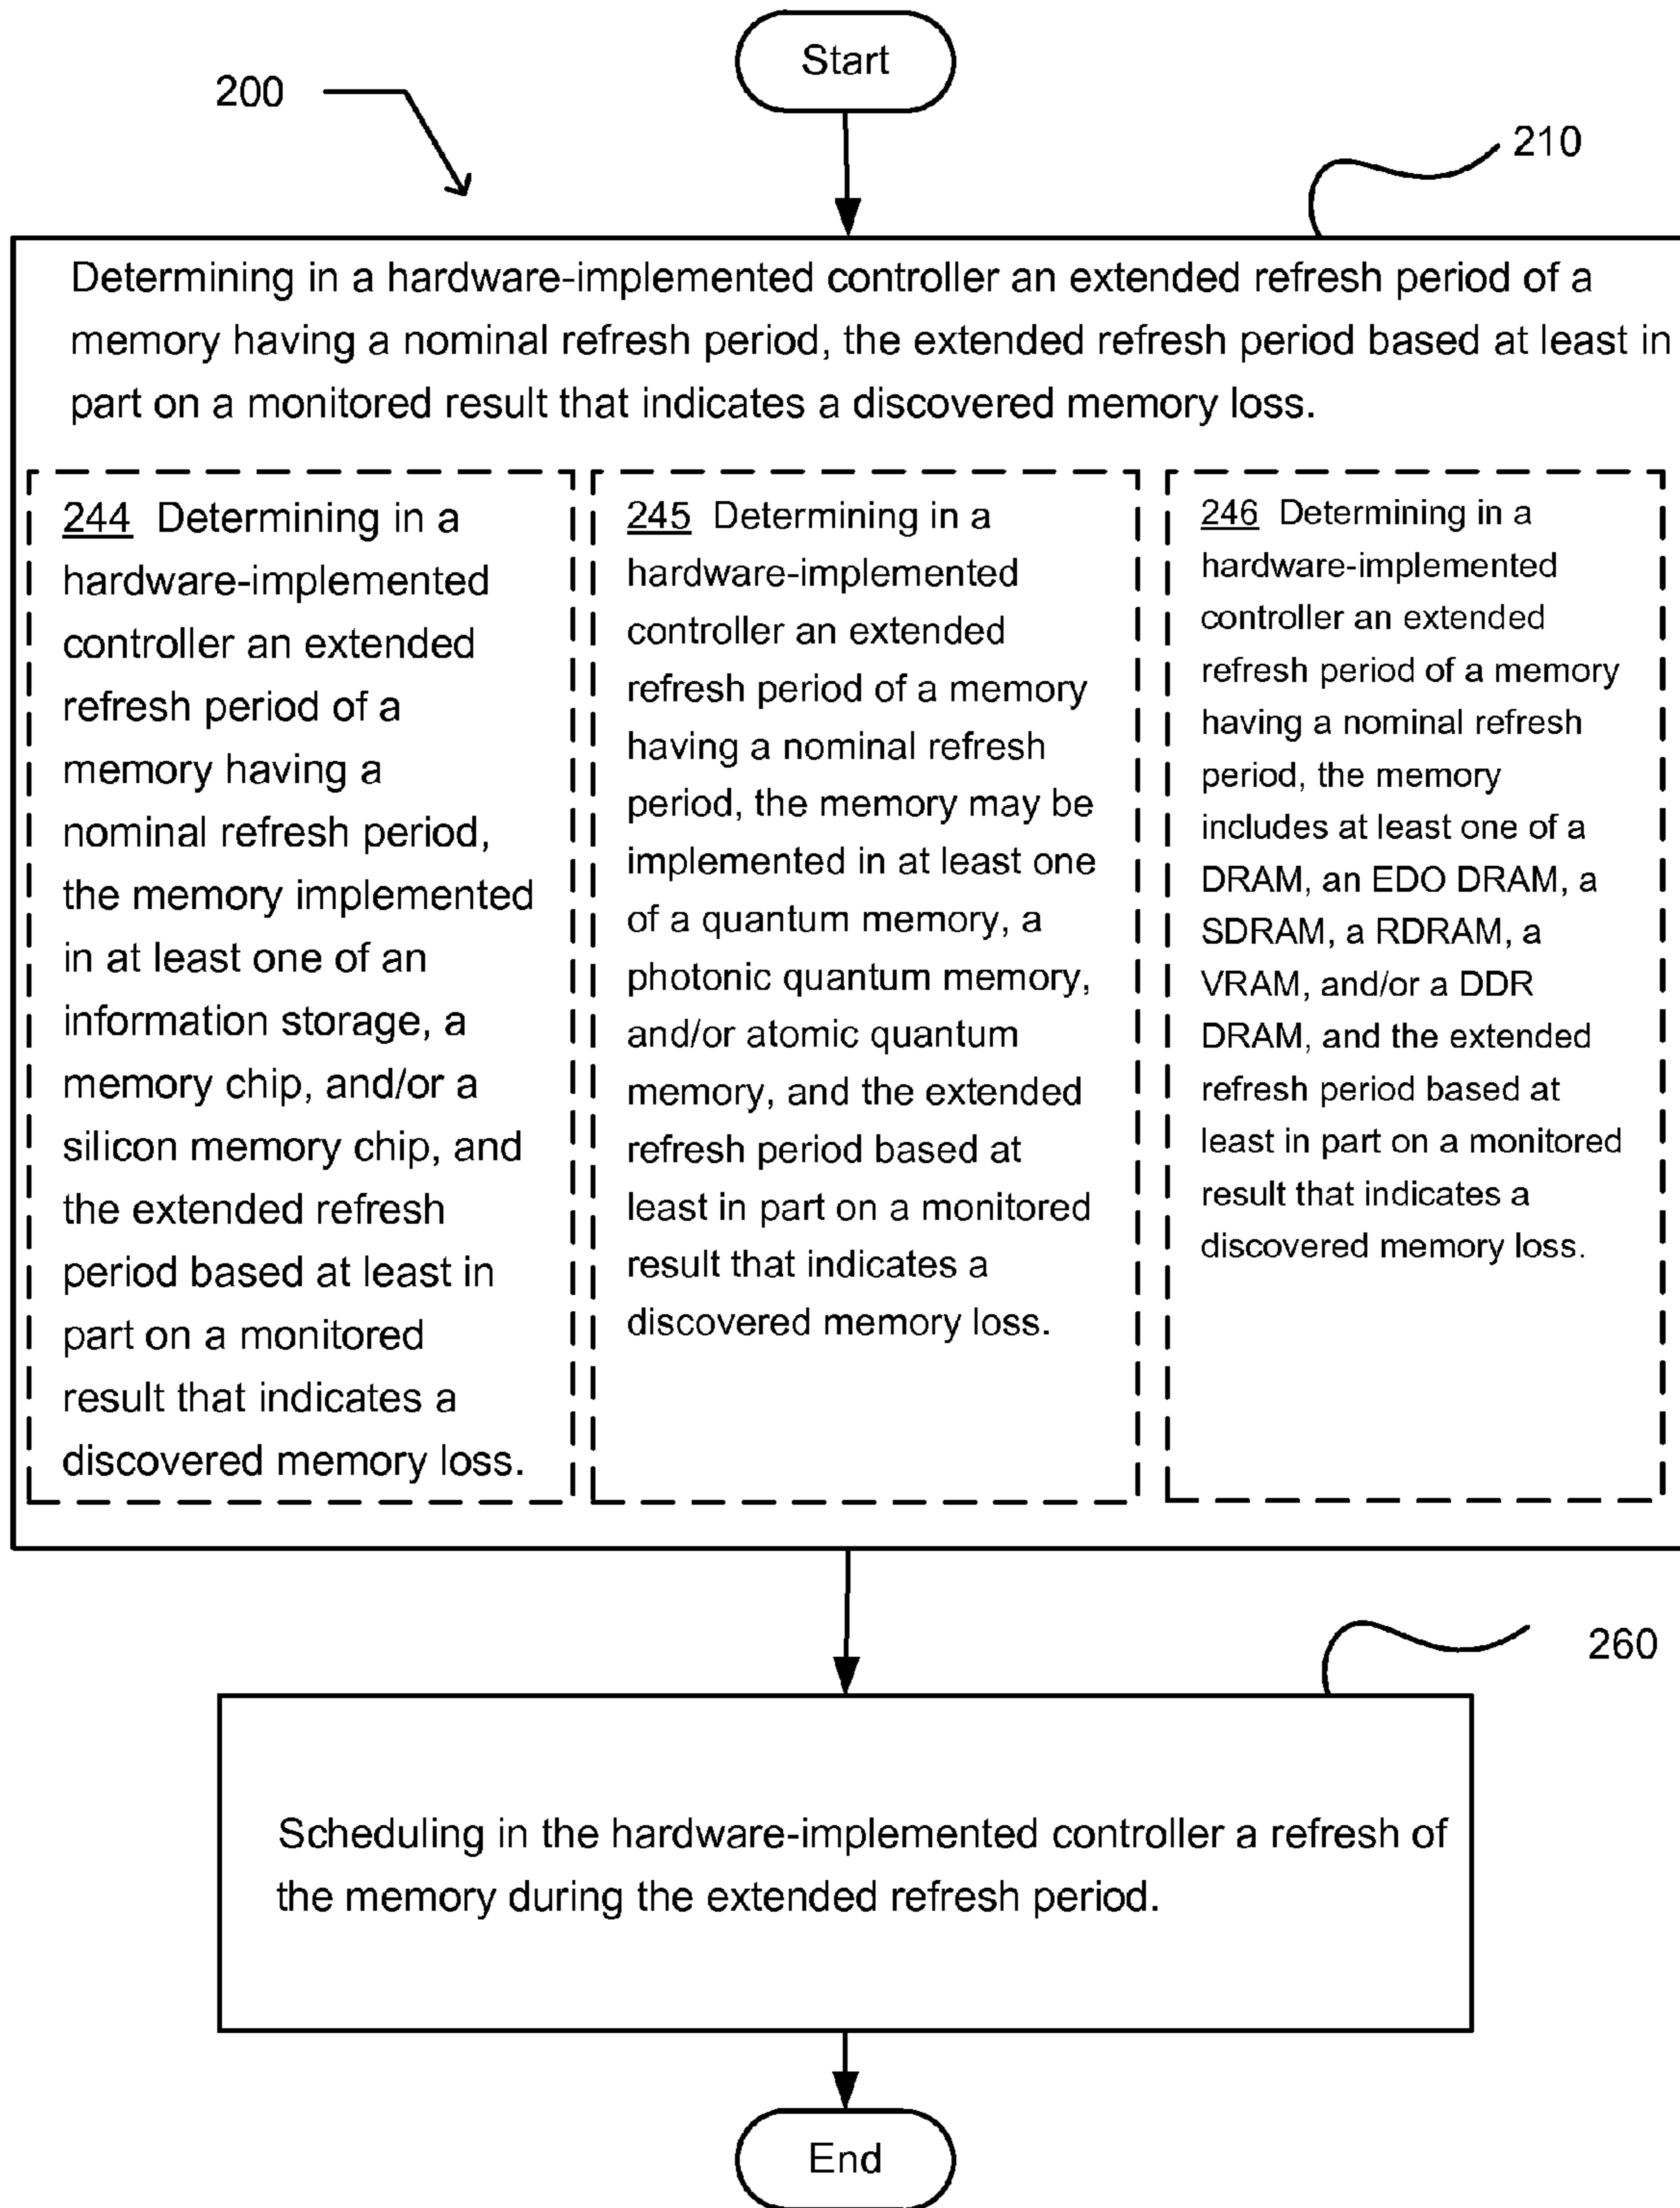 Start
200
210
Determining in a hardware-implemented controller an extended refresh period of a
memory having a nominal refresh period, the extended refresh period based at least in
part on a monitored result that indicates a discovered memory loss.
244 Determining in a
hardware-implemented
controller an extended
refresh period of a
memory having a
nominal refresh period,
the memory implemented
in at least one of an
information storage, a
memory chip, and/or a
silicon memory chip, and
the extended refresh
period based at least in
part on a monitored
result that indicates a
discovered memory loss.
245 Determining in a
hardware-implemented
controller an extended
refresh period of a memory
having a nominal refresh
period, the memory may be
implemented in at least one
of a quantum memory, a
photonic quantum memory,
and/or atomic quantum
memory, and the extended
refresh period based at
least in part on a monitored
result that indicates a
discovered memory loss.
246 Determining in a
hardware-implemented
controller an extended
refresh period of a memory
having a nominal refresh
period, the memory
includes at least one of a
DRAM, an EDO DRAM, a
SDRAM, a RDRAM, a
VRAM, and/or a DDR
DRAM, and the extended
refresh period based at
least in part on a monitored
result that indicates a
discovered memory loss.
260
Scheduling in the hardware-implemented controller a refresh of
the memory during the extended refresh period.
End